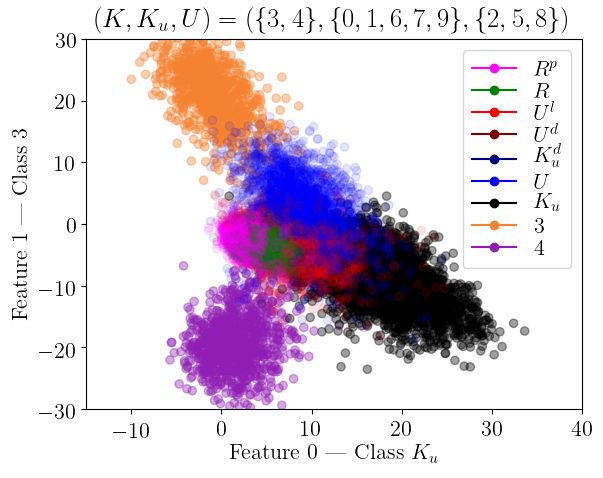 (K, K_u, U) = ({3, 4}, {0, 1, 6, 7, 9}, {2, 5, 8})
30
20
10
0
−10
−20
−30
Feature 1 — Class 3
R^p
R
U^l
U^d
K_u^d
U
K_u
3
4
−10 0 10 20 30 40
Feature 0 — Class K_u